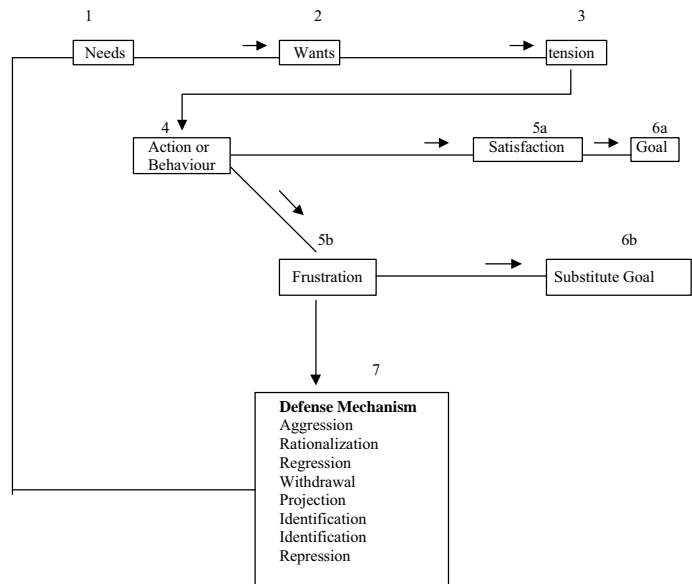 1
2
3
Needs
Wants
tension
4
5a
6a
Action or
Behaviour
Satisfaction
Goal
5b
6b
Frustration
Substitute Goal
7
Defense Mechanism
Aggression
Rationalization
Regression
Withdrawal
Projection
Identification
Identification
Repression